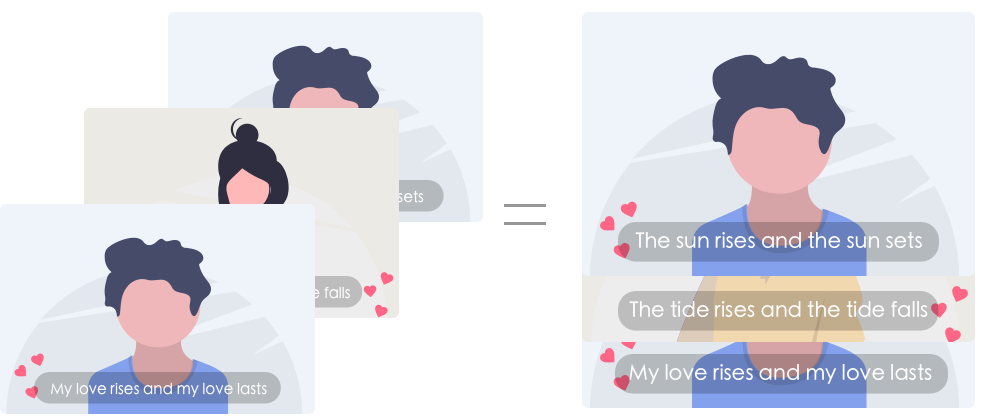 sets
e falls
My love rises and my love lasts
The sun rises and the sun sets
The tide rises and the tide falls
My love rises and my love lasts